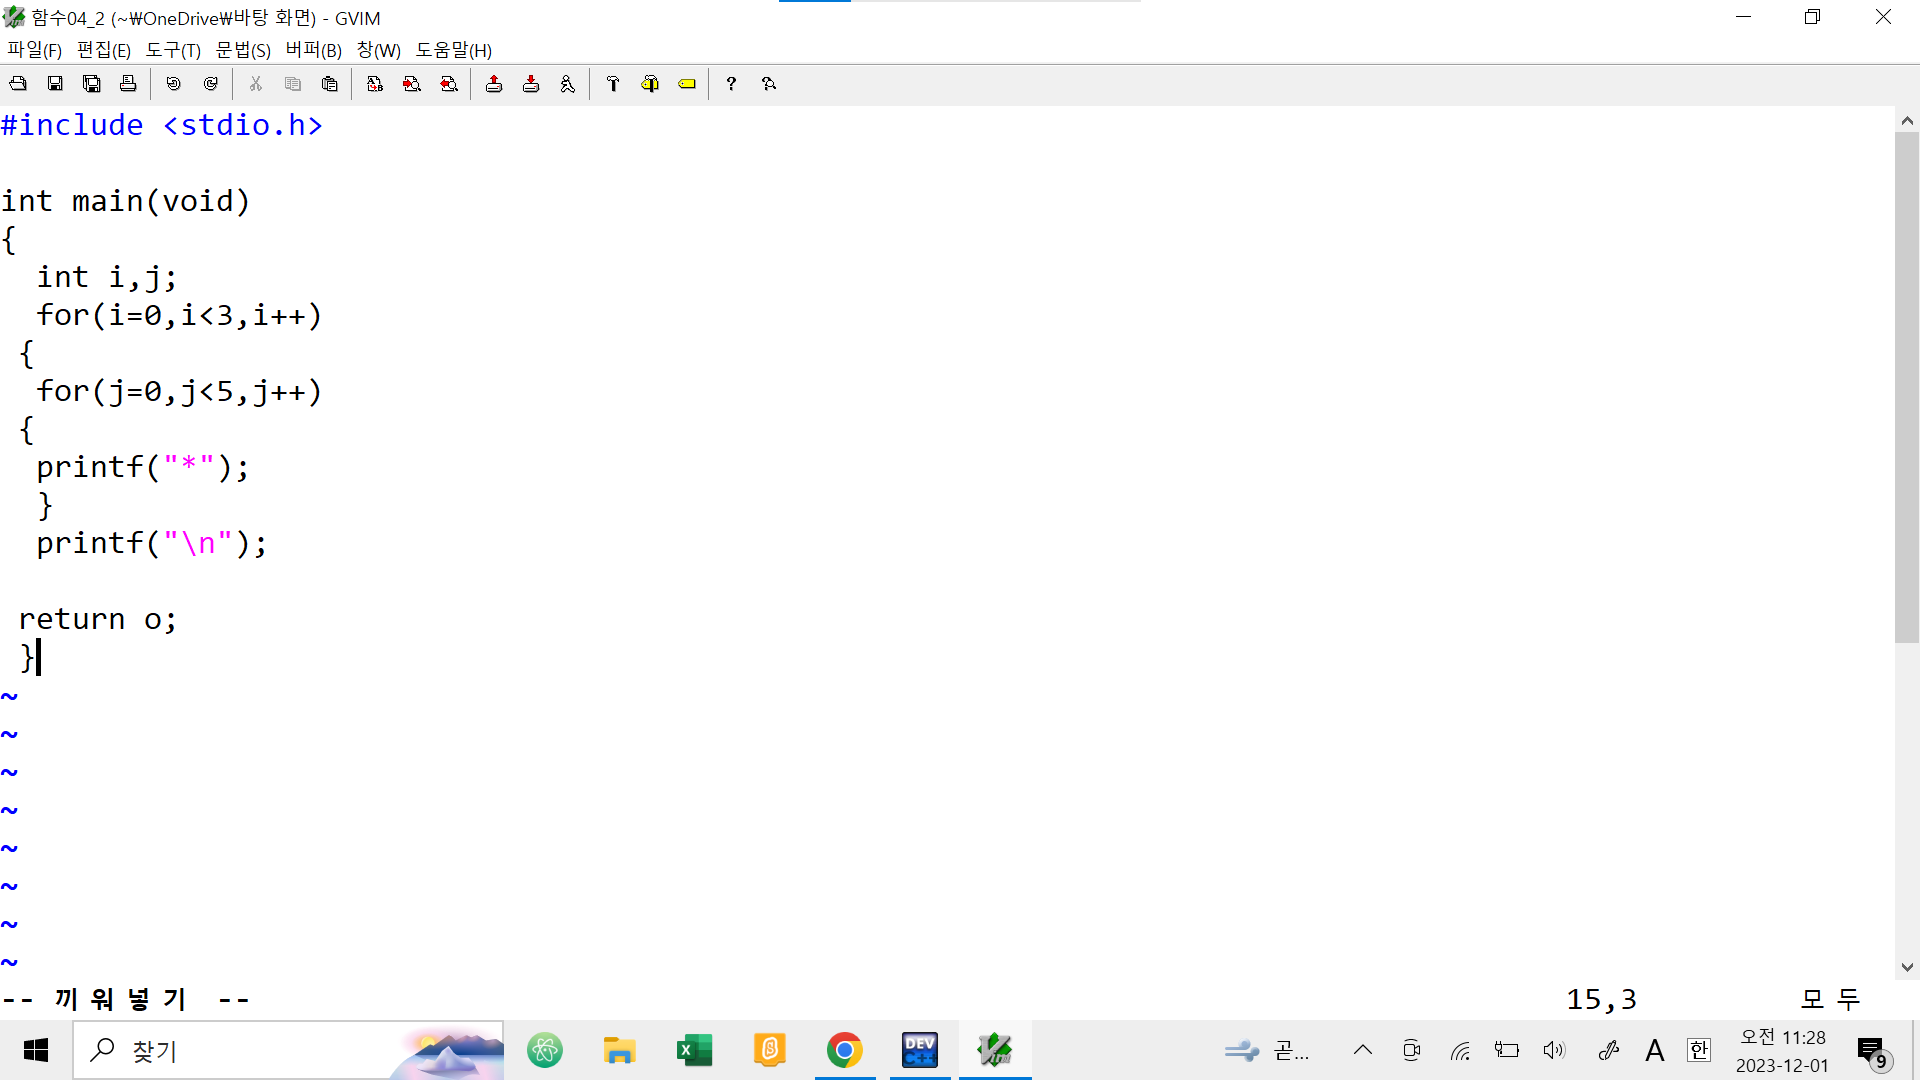 함수04_2 (~₩OneDrive₩바탕 화면) - GVIM
파일(F) 편집(E) 도구(T) 문법(S) 버퍼(B) 창(W) 도움말(H)
#include <stdio.h>
int main(void)
{
int i,j;
for(i=0,i<3,i++)
{
for(j=0,j<5,j++)
{
printf("*");
}
printf("\n");
return o;
}
~
~
~
~
~
~
~
~
-- 끼워넣기 -- 15,3 모두
찾기 DEV C++ 곧... A 한 오전 11:28
2023-12-01 9